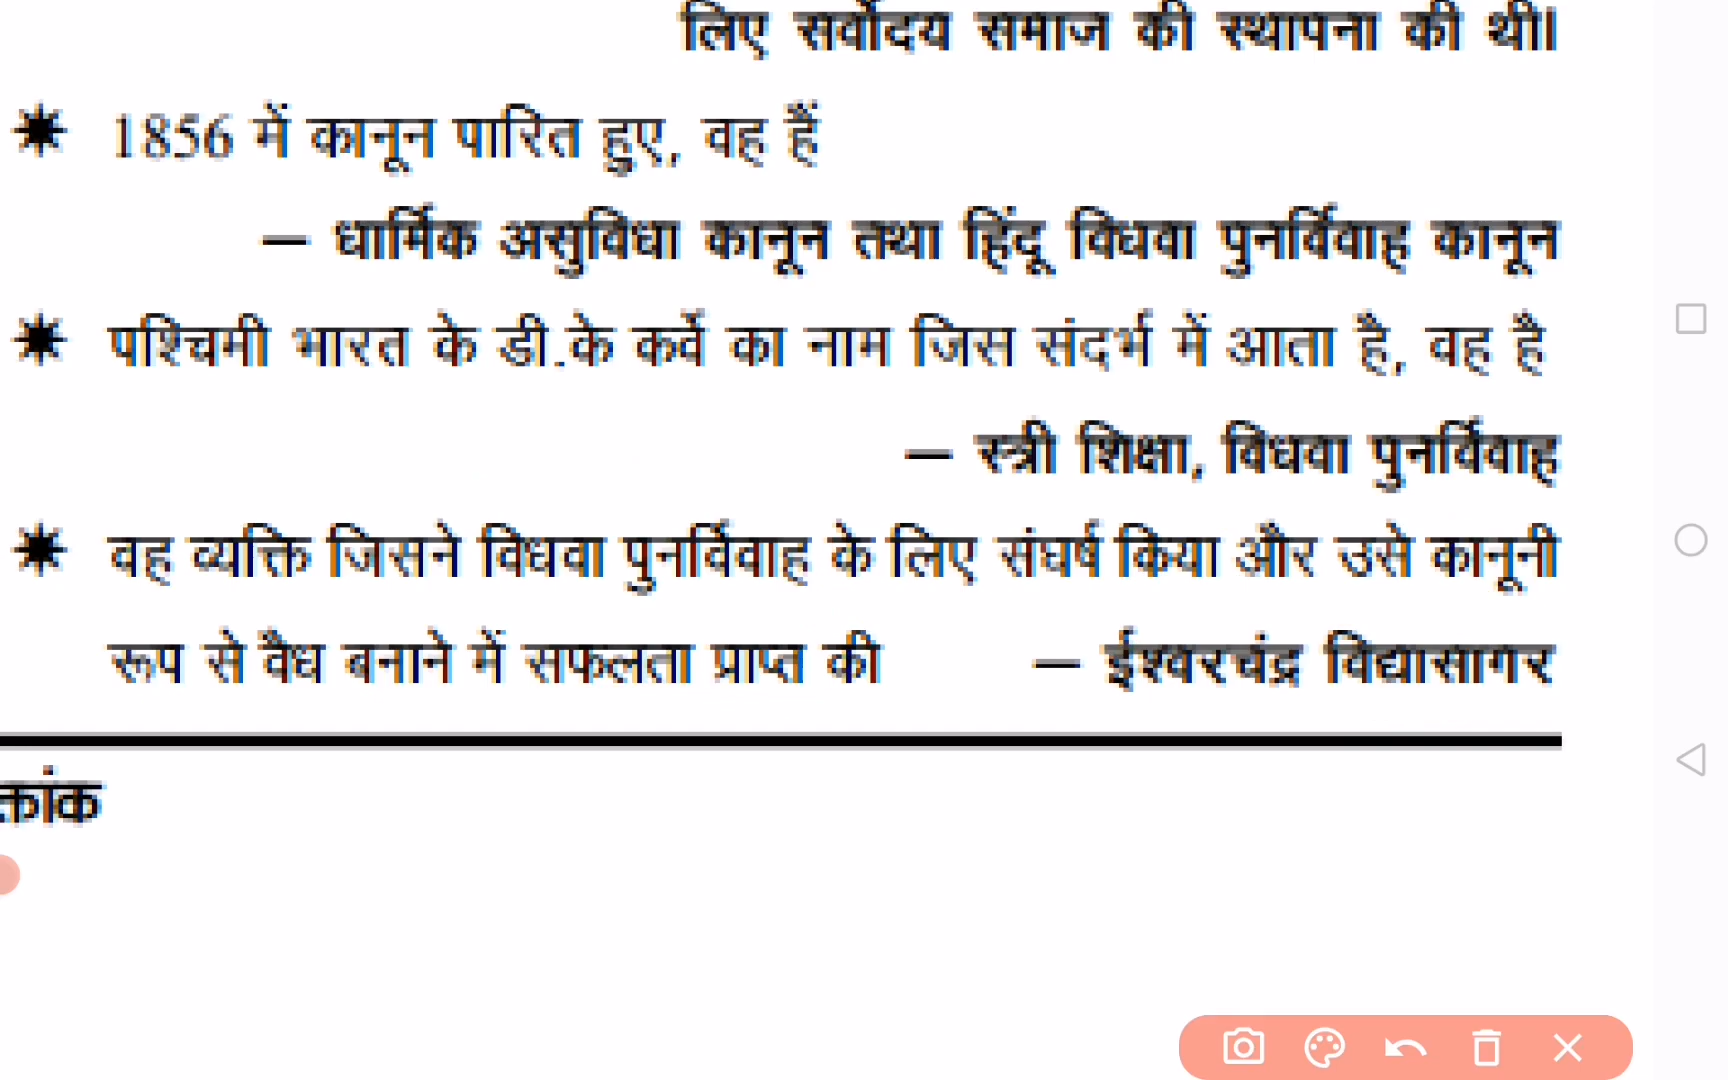 लिए सर्वोदय समाज की स्थापना की थी।
✷ 1856 में कानून पारित हुए, वह हैं
— धार्मिक असुविधा कानून तथा हिंदू विधवा पुनर्विवाह कानून
✷ पश्चिमी भारत के डी.के कर्वे का नाम जिस संदर्भ में आता है, वह है
— स्त्री शिक्षा, विधवा पुनर्विवाह
✷ वह व्यक्ति जिसने विधवा पुनर्विवाह के लिए संघर्ष किया और उसे कानूनी
रूप से वैध बनाने में सफलता प्राप्त की — ईश्वरचंद्र विद्यासागर